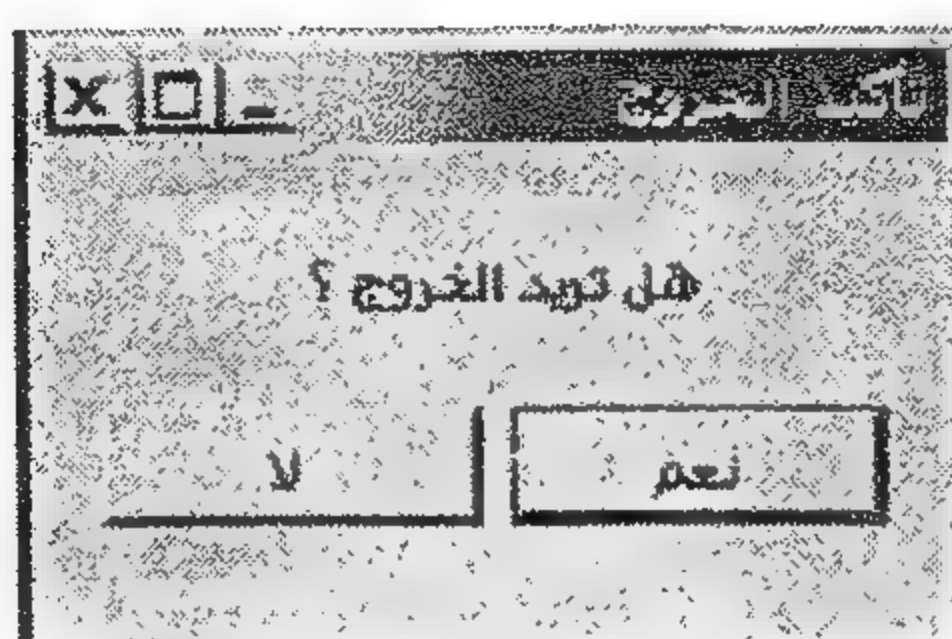 تأكيد الخروج
هل تريد الخروج ؟
نعم
لا